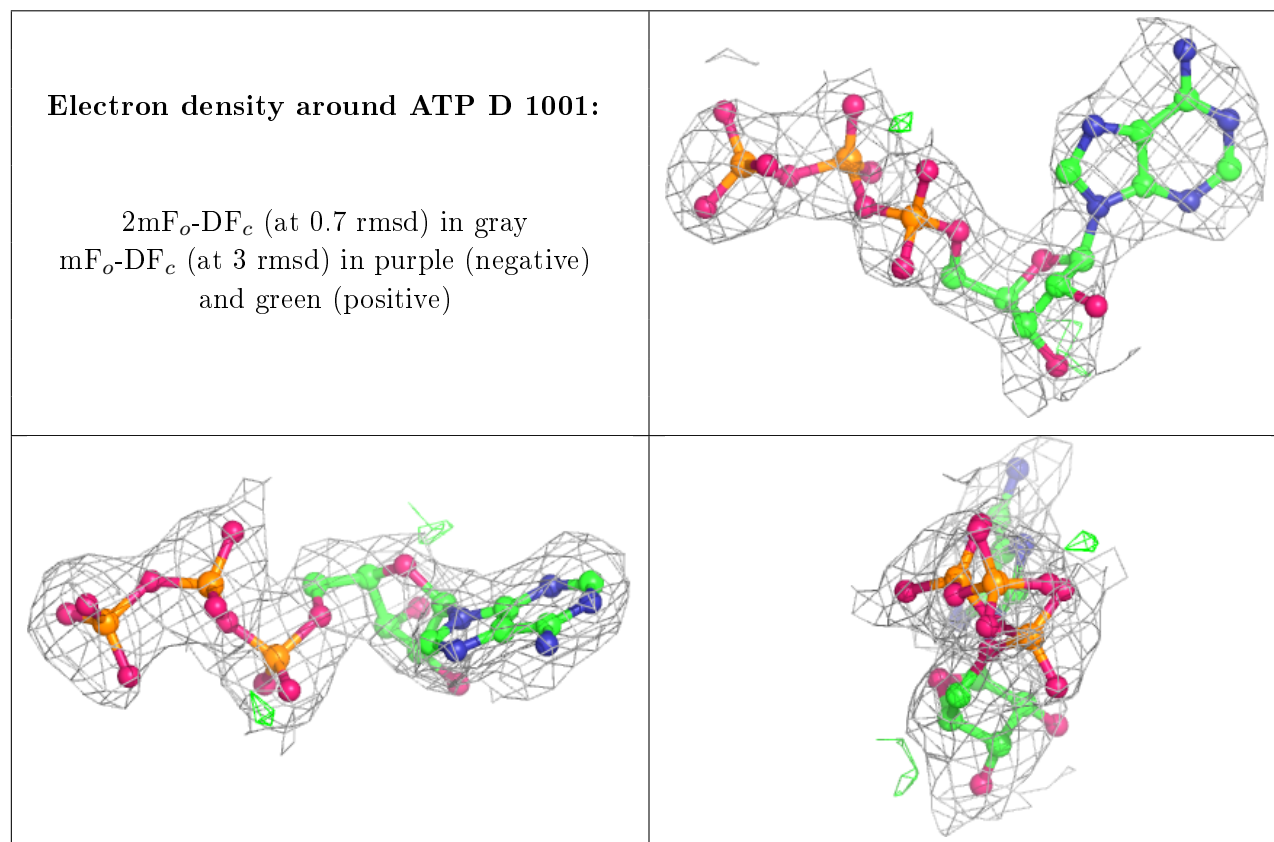 Electron density around ATP D 1001:
2mFo-DFc (at 0.7 rmsd) in gray
mFo-DFc (at 3 rmsd) in purple (negative)
and green (positive)